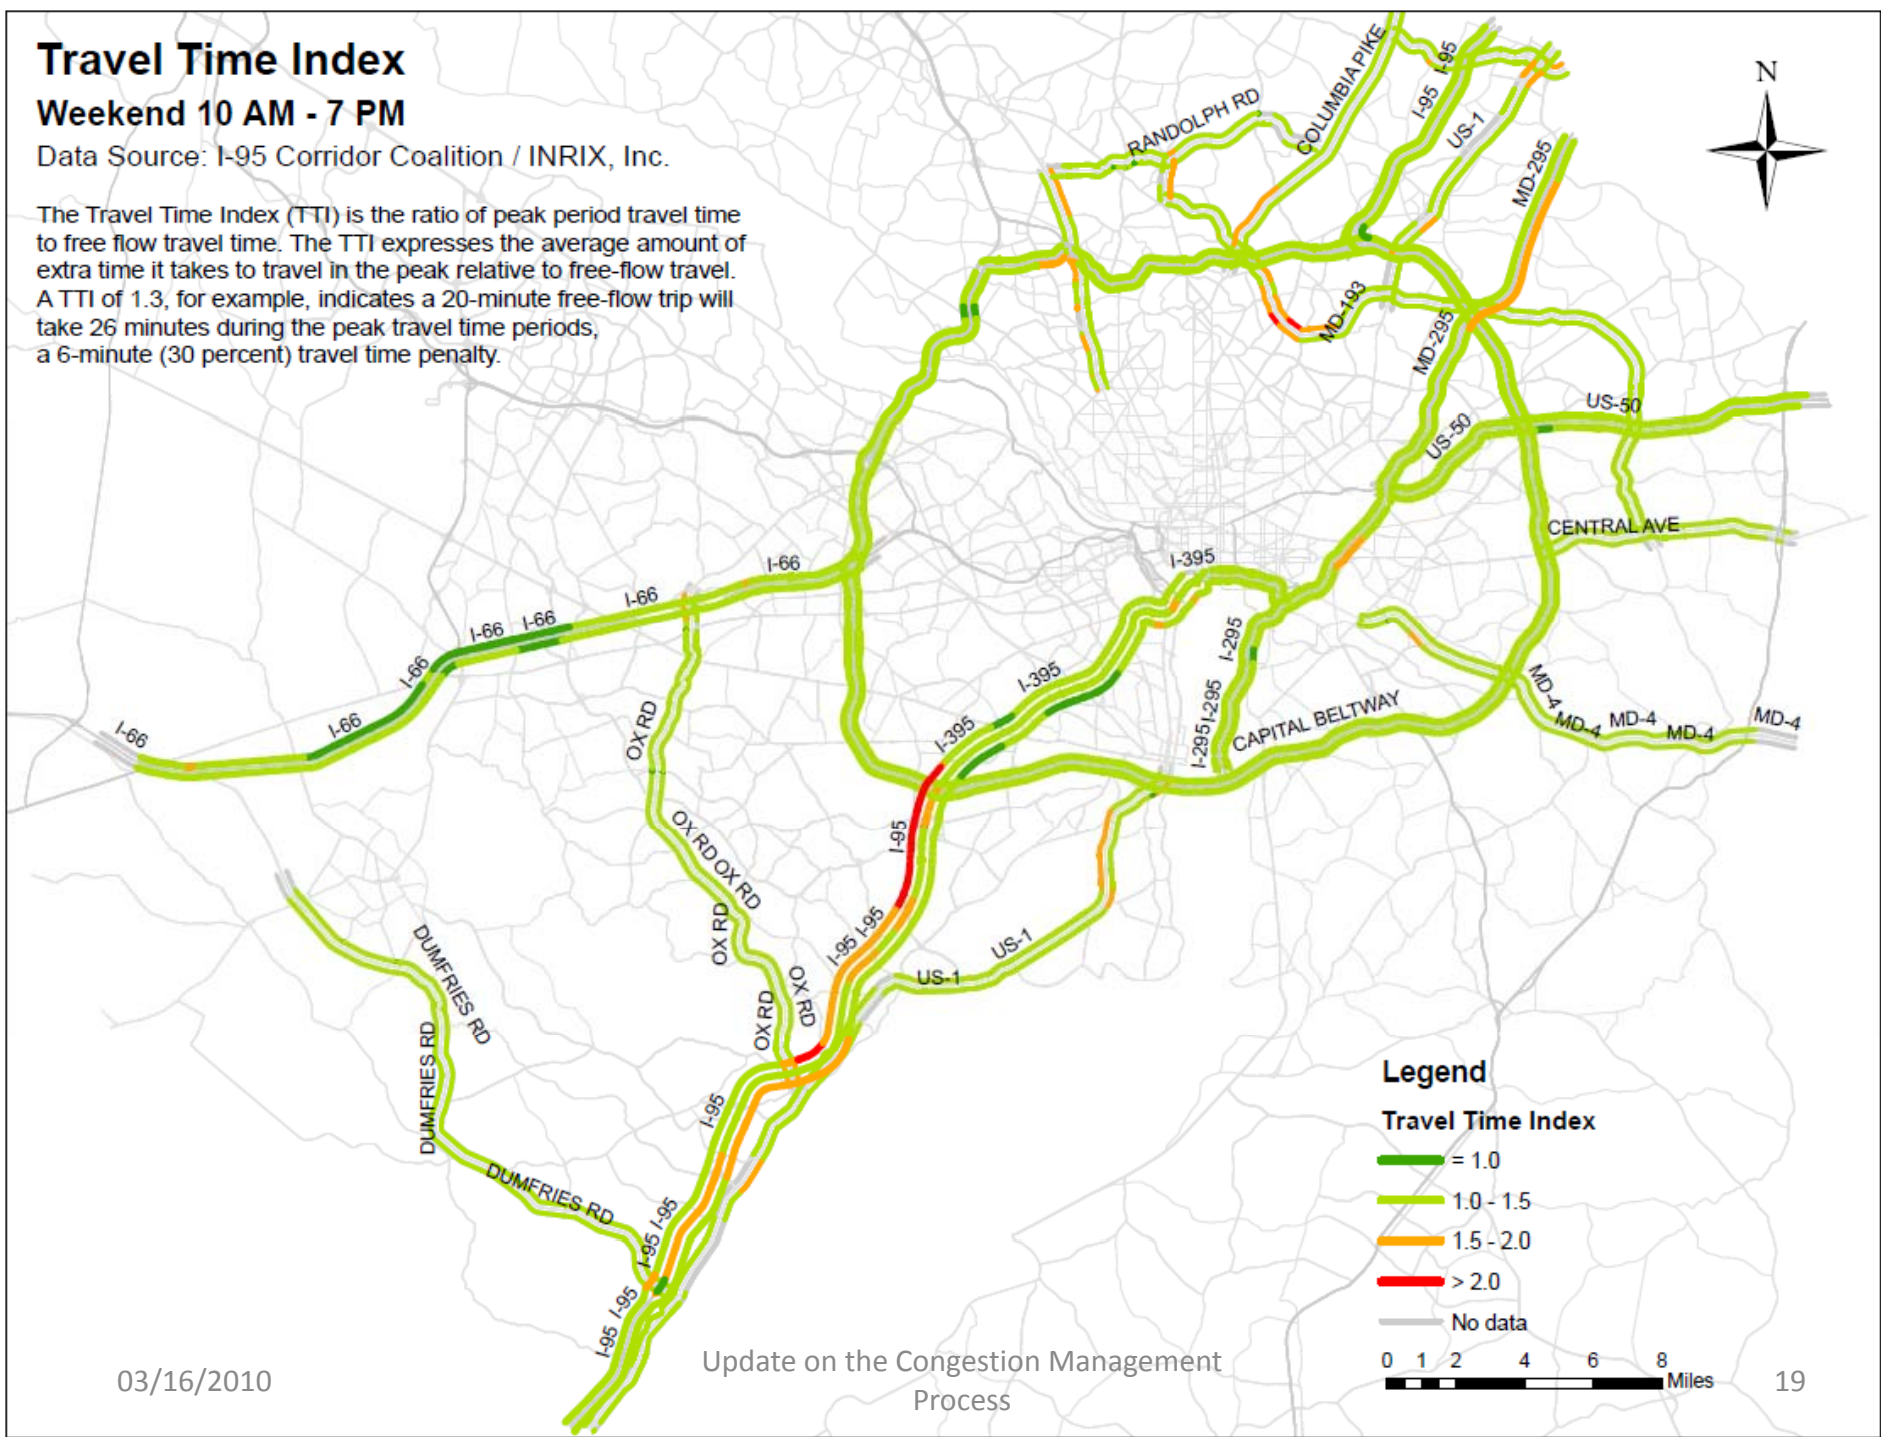 Travel Time Index
Weekend 10 AM - 7 PM
Data Source: I-95 Corridor Coalition / INRIX, Inc.
The Travel Time Index (TTI) is the ratio of peak period travel time
to free flow travel time. The TTI expresses the average amount of
extra time it takes to travel in the peak relative to free-flow travel.
A TTI of 1.3, for example, indicates a 20-minute free-flow trip will
take 26 minutes during the peak travel time periods,
a 6-minute (30 percent) travel time penalty.
N
COLUMBIA PIKE
I-95
I-95
RANDOLPH RD
US-1
MD-295
MD-193
MD-295
US-50
US-50
CENTRAL AVE
I-395
I-66
I-66
I-66
I-66
I-66
I-66
I-66
I-295
I-395
I-295
I-295
CAPITAL BELTWAY
MD-4
MD-4
MD-4
MD-4
MD-4
OX RD
I-395
OX RD
OX RD
I-95
OX RD
I-95
I-95
US-1
US-1
OX RD
OX RD
DUMFRIES RD
DUMFRIES RD
DUMFRIES RD
I-95
I-95
I-95
I-95
I-95
Legend
Travel Time Index
= 1.0
1.0 - 1.5
1.5 - 2.0
> 2.0
No data
0 1 2 4 6 8
Miles
03/16/2010
Update on the Congestion Management
Process
19